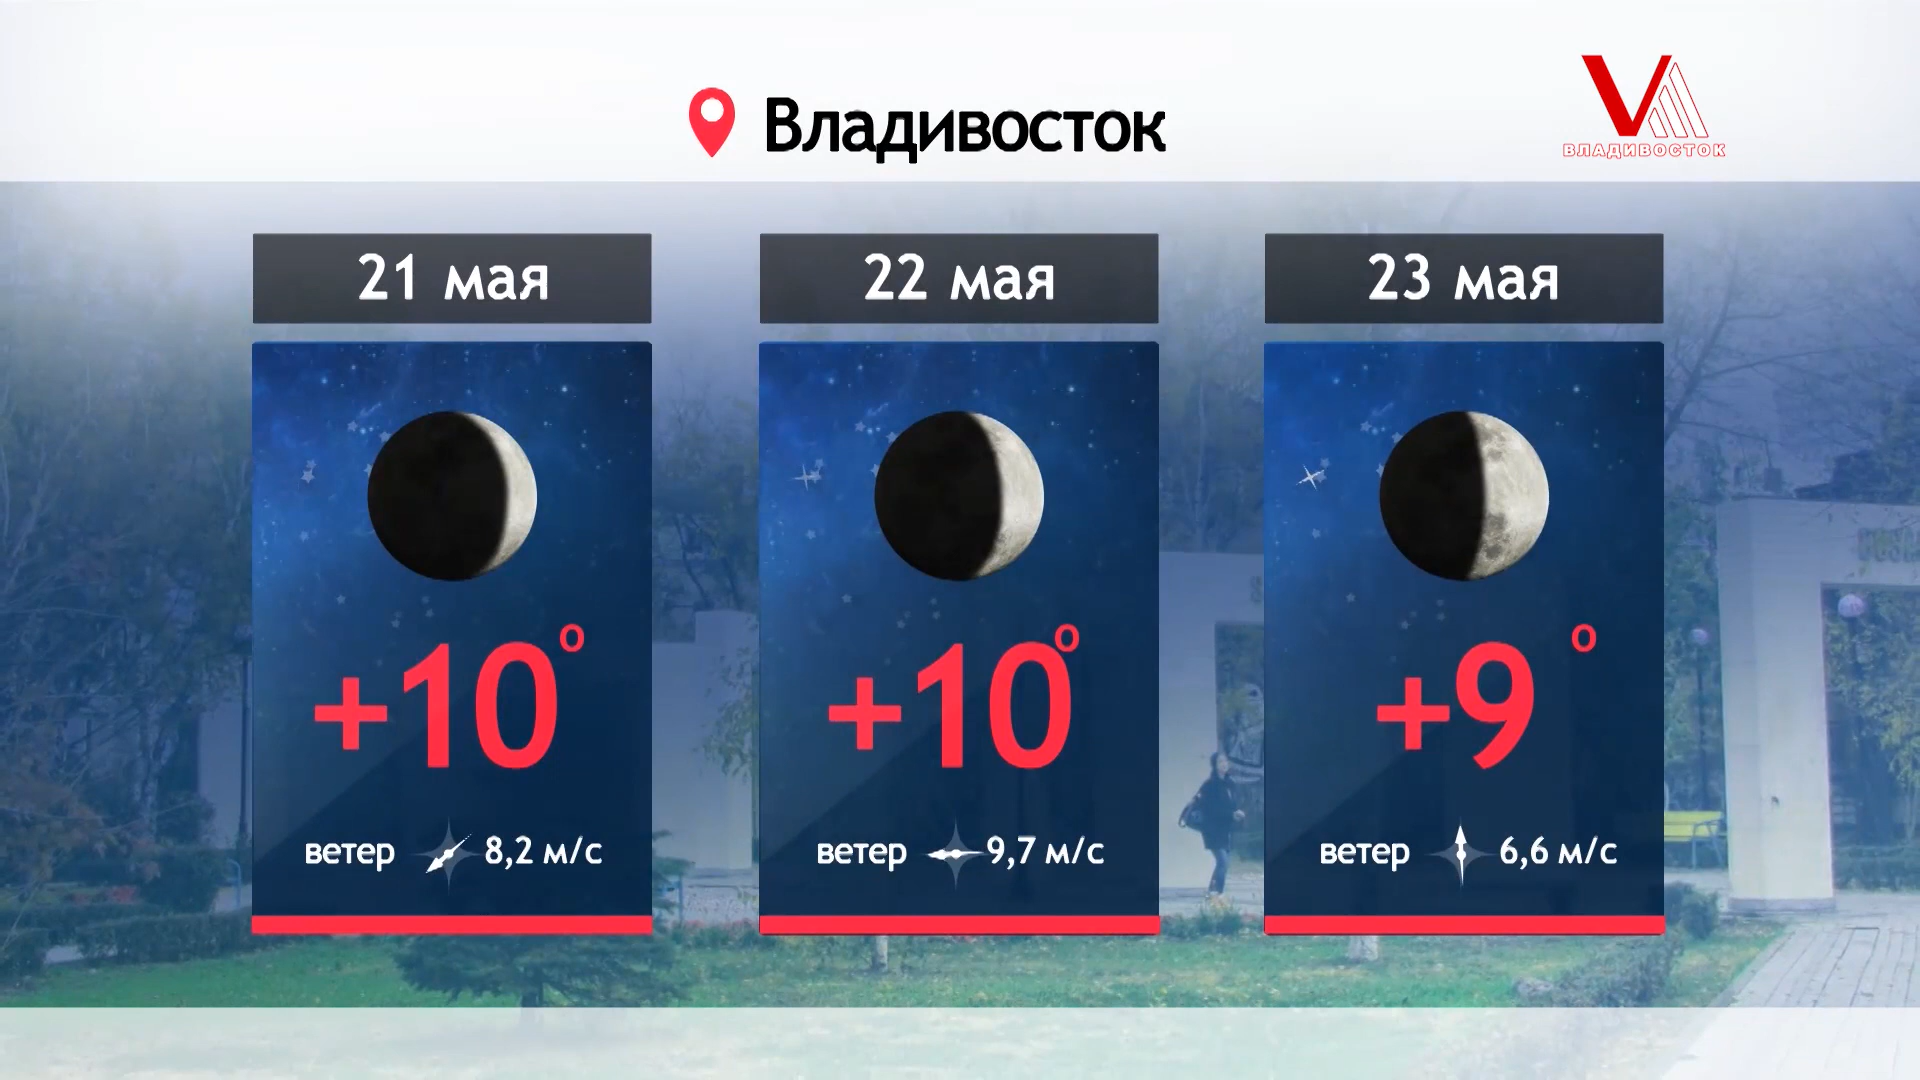 Владивосток
ВЛАДИВОСТОК
21 мая
+10°
ветер 8,2 м/с
22 мая
+10°
ветер 9,7 м/с
23 мая
+9°
ветер 6,6 м/с